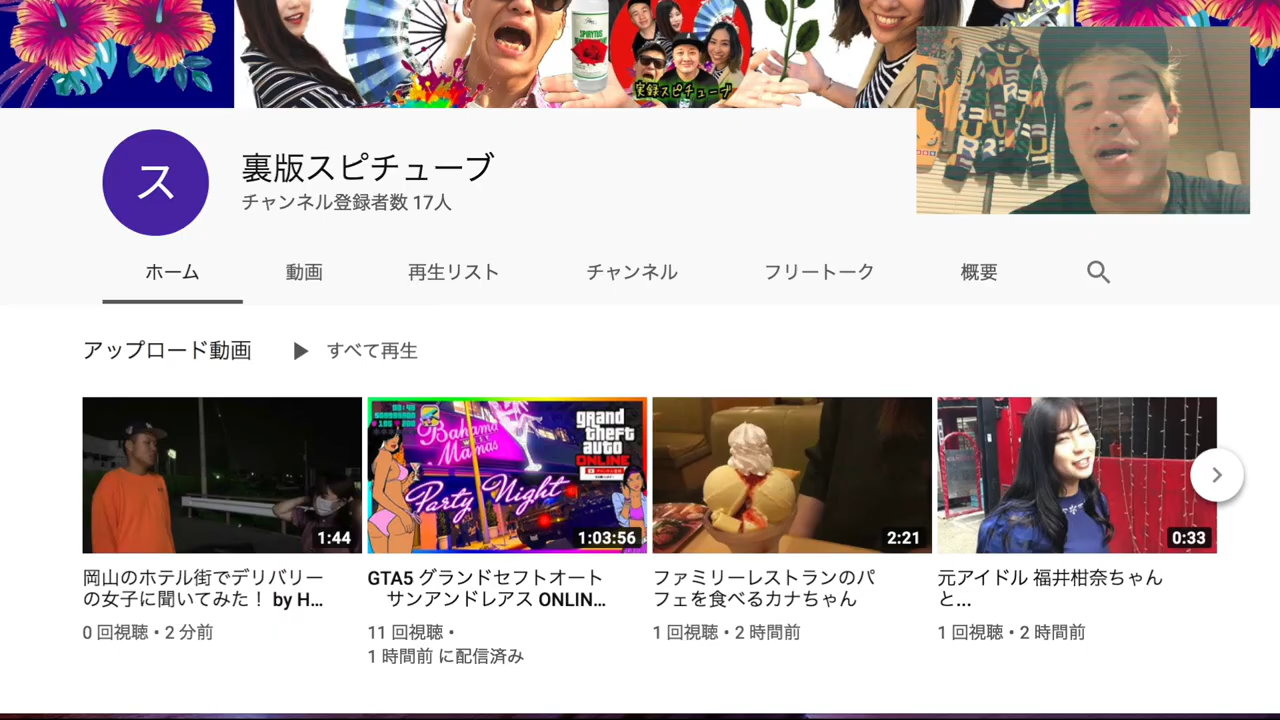 SPIRYTUS
実録スピチューブ
ス
裏版スピチューブ
チャンネル登録者数 17人
ホーム
動画
再生リスト
チャンネル
フリートーク
概要
アップロード動画
すべて再生
1:44
Bahama
Mamas
Party Night
grand
theft
auto
ONLINE
1:03:56
2:21
0:33
岡山のホテル街でデリバリー
の女子に聞いてみた！ by H...
0 回視聴・2 分前
GTA5 グランドセフトオート
サンアンドレアス ONLIN...
11 回視聴・
1 時間前 に配信済み
ファミリーレストランのパ
フェを食べるカナちゃん
1 回視聴・2 時間前
元アイドル 福井柑奈ちゃん
と...
1 回視聴・2 時間前